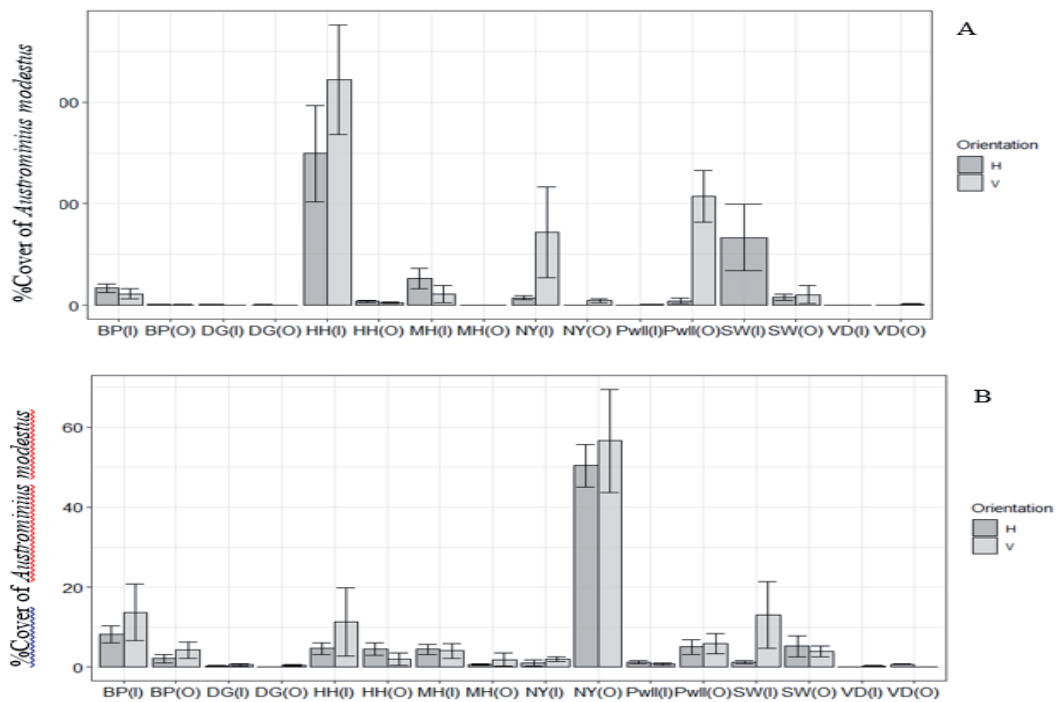 A
%Cover of Austrominius modestus
00
00
0
BP(I) BP(O) DG(I) DG(O) HH(I) HH(O) MH(I) MH(O) NY(I) NY(O) Pwll(I) Pwll(O) SW(I) SW(O) VD(I) VD(O)
Orientation
H
V
B
%Cover of Austrominius modestus
60
40
20
0
BP(I) BP(O) DG(I) DG(O) HH(I) HH(O) MH(I) MH(O) NY(I) NY(O) Pwll(I) Pwll(O) SW(I) SW(O) VD(I) VD(O)
Orientation
H
V